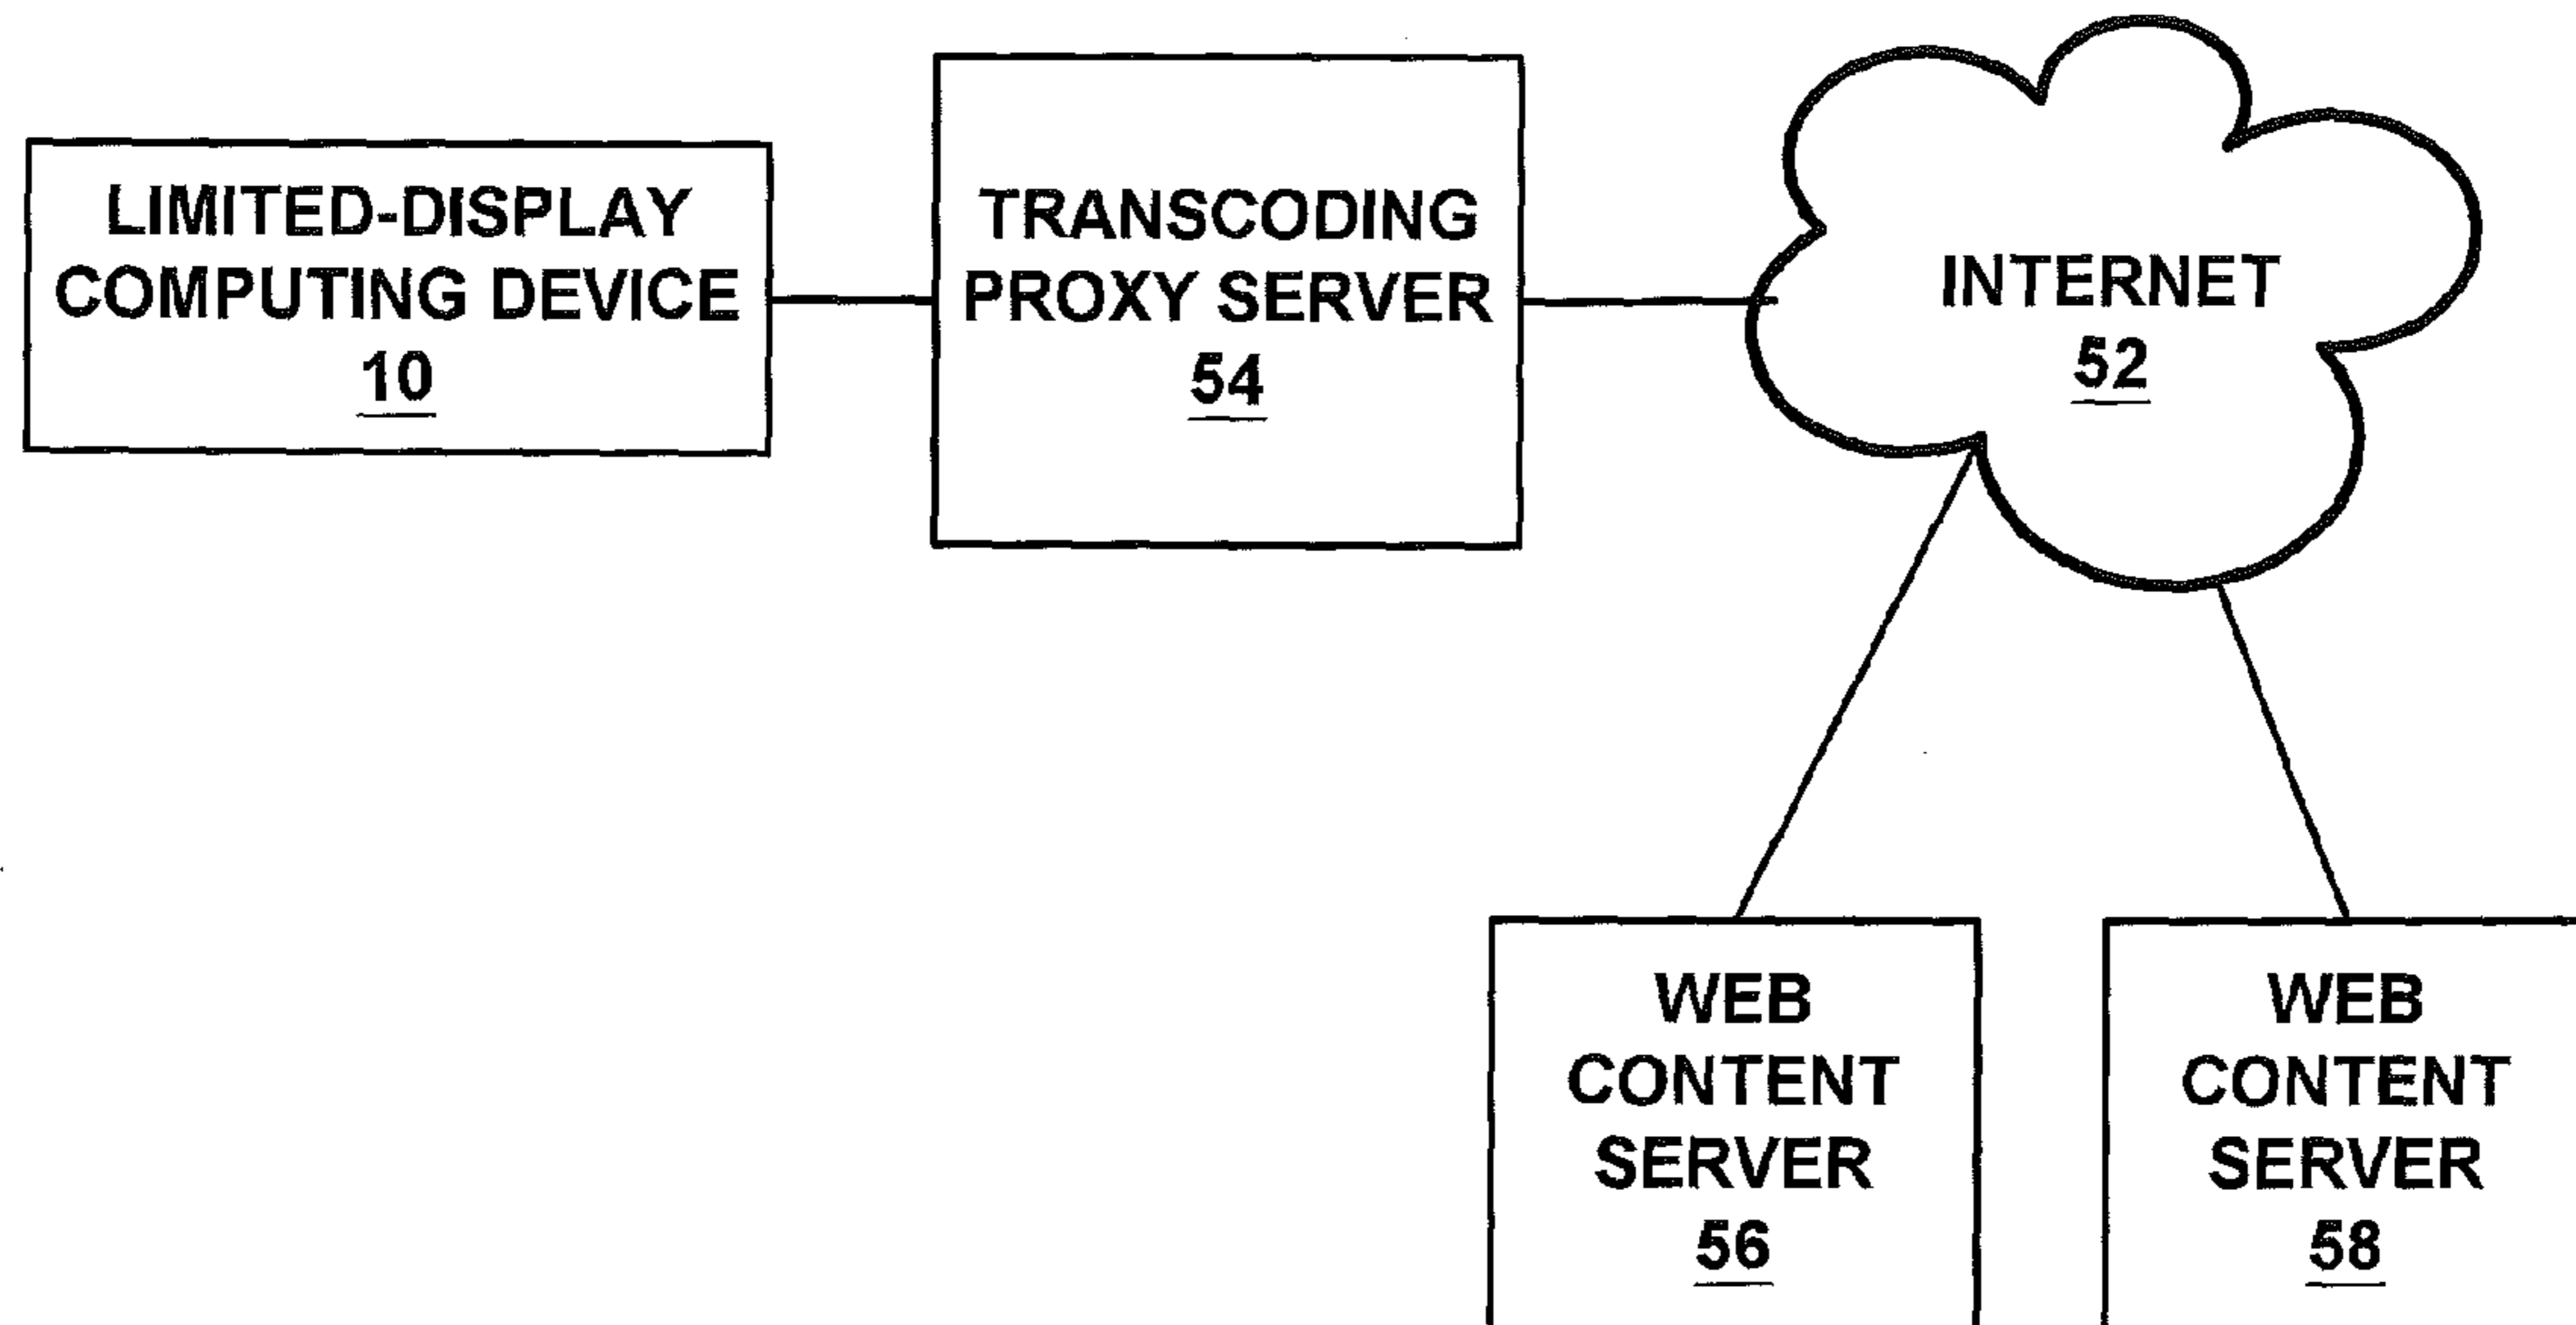 LIMITED-DISPLAY
COMPUTING DEVICE
10
TRANSCODING
PROXY SERVER
54
INTERNET
52
WEB
CONTENT
SERVER
56
WEB
CONTENT
SERVER
58